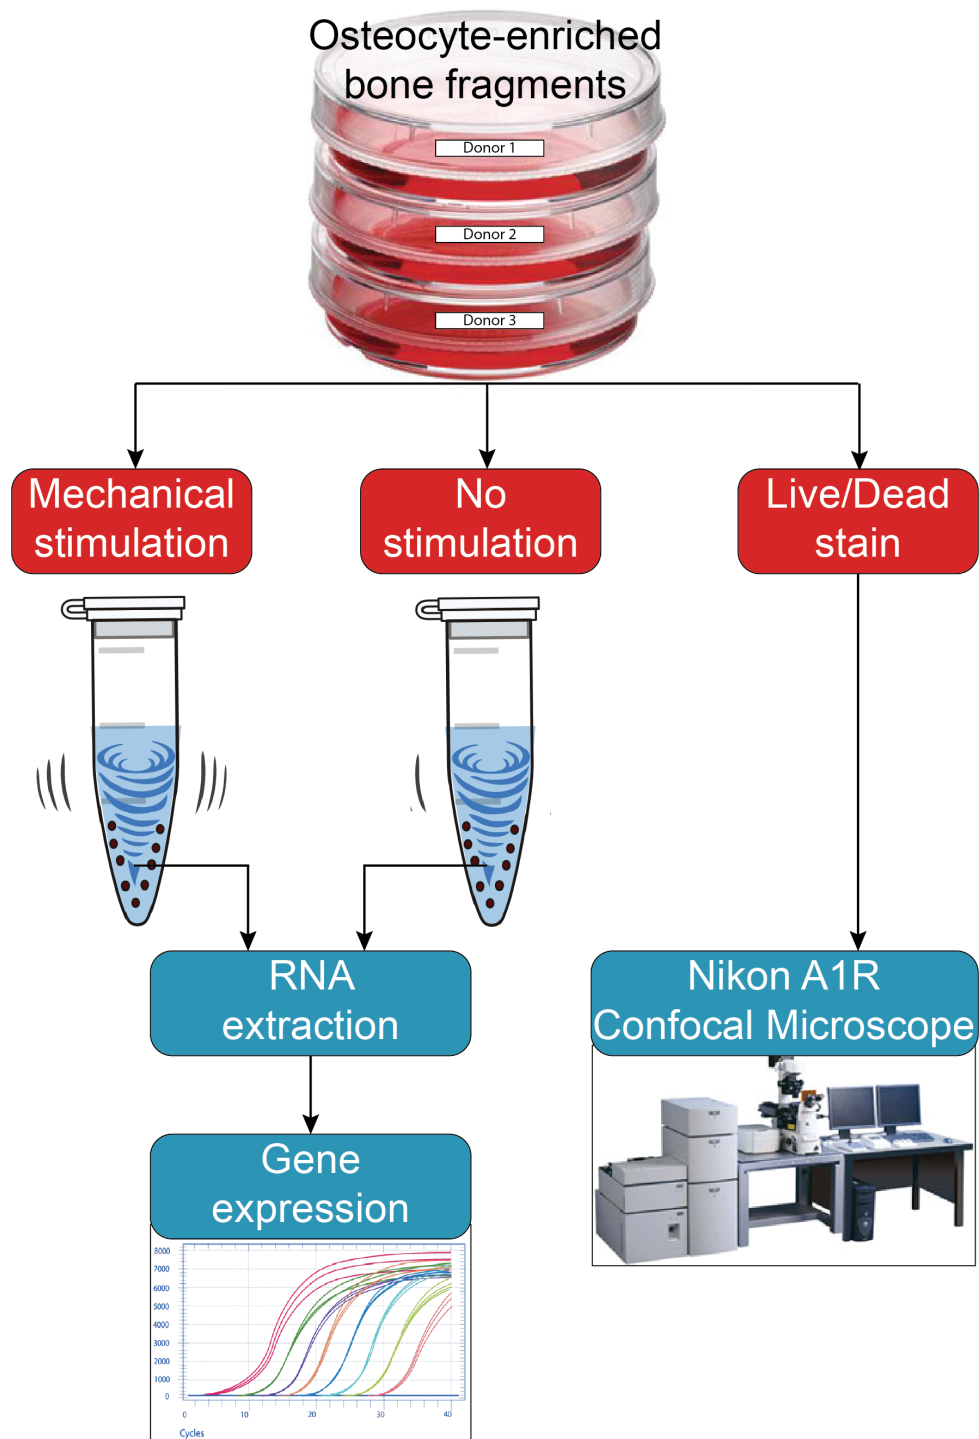 Osteocyte-enriched
bone fragments
Donor 1
Donor 2
Donor 3
Mechanical
stimulation
No
stimulation
Live/Dead
stain
RNA
extraction
Nikon A1R
Confocal Microscope
Gene
expression
8000
7000
6000
5000
4000
3000
2000
1000
0
0 10 20 30 40
Cycles